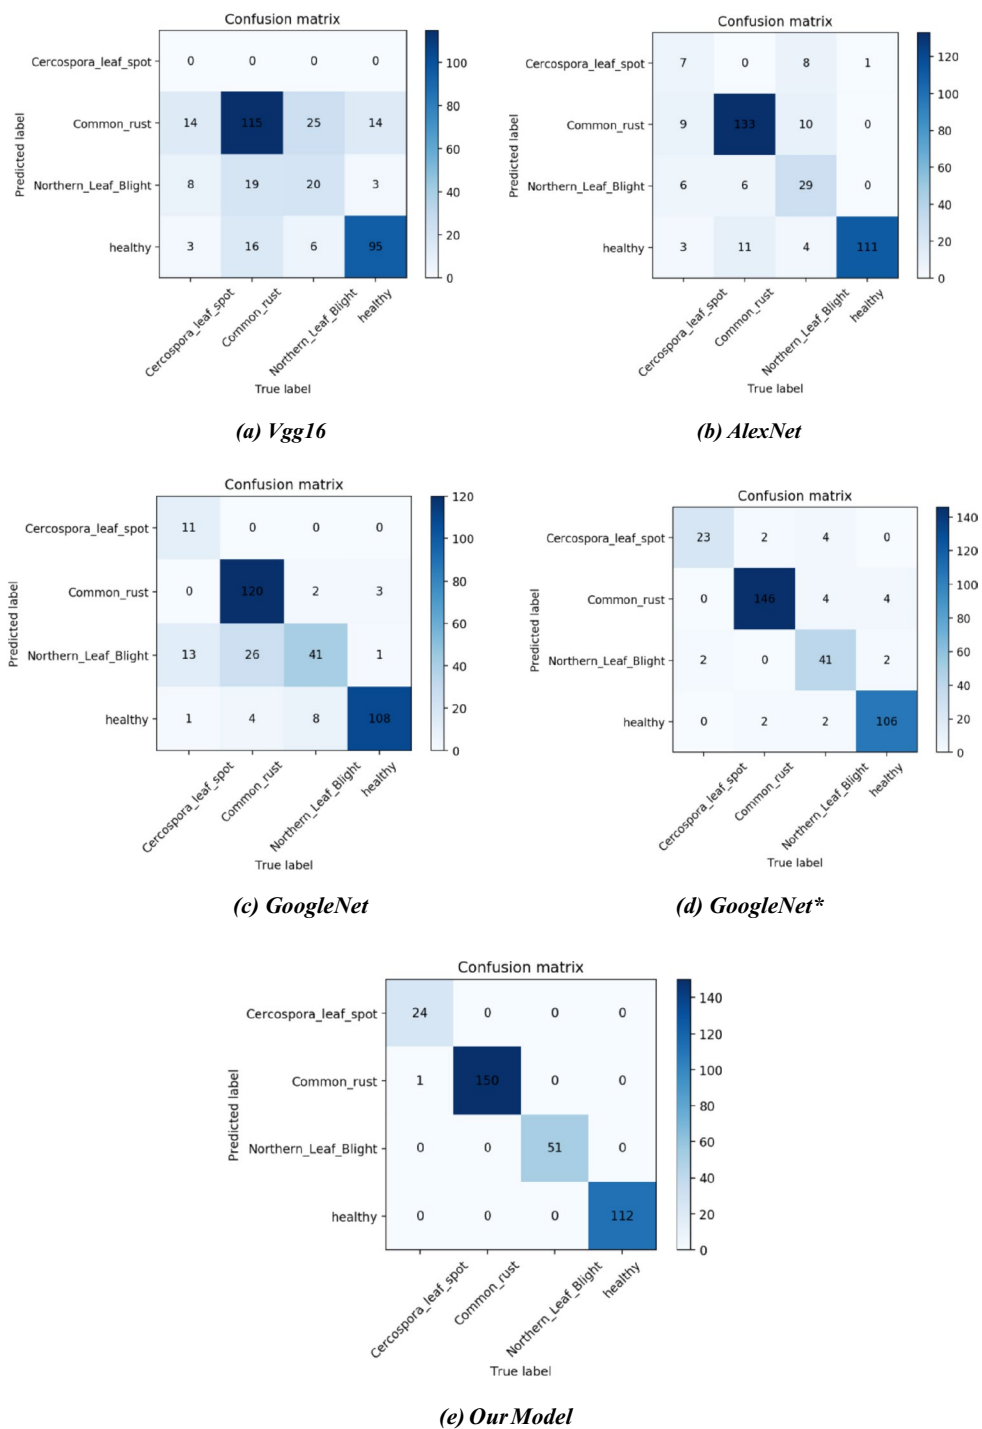 Confusion matrix
Cercospora_leaf_spot 0 0 0 0 100
Common_rust 14 115 25 14 80
60
Northern_Leaf_Blight 8 19 20 3 40
healthy 3 16 6 95 20
0
Predicted label
Cercospora_leaf_spot Common_rust Northern_Leaf_Blight healthy
True label
(a) Vgg16
Confusion matrix
Cercospora_leaf_spot 7 0 8 1 120
100
Common_rust 9 133 10 0 80
60
Northern_Leaf_Blight 6 6 29 0 40
healthy 3 11 4 111 20
0
Predicted label
Cercospora_leaf_spot Common_rust Northern_Leaf_Blight healthy
True label
(b) AlexNet
Confusion matrix
120
Cercospora_leaf_spot 11 0 0 0 100
Common_rust 0 120 2 3 80
60
Northern_Leaf_Blight 13 26 41 1 40
healthy 1 4 8 108 20
0
Predicted label
Cercospora_leaf_spot Common_rust Northern_Leaf_Blight healthy
True label
(c) GoogleNet
Confusion matrix
140
Cercospora_leaf_spot 23 2 4 0 120
100
Common_rust 0 146 4 4 80
60
Northern_Leaf_Blight 2 0 41 2 40
healthy 0 2 2 106 20
0
Predicted label
Cercospora_leaf_spot Common_rust Northern_Leaf_Blight healthy
True label
(d) GoogleNet*
Confusion matrix
140
Cercospora_leaf_spot 24 0 0 0 120
100
Common_rust 1 150 0 0 80
60
Northern_Leaf_Blight 0 0 51 0 40
healthy 0 0 0 112 20
0
Predicted label
Cercospora_leaf_spot Common_rust Northern_Leaf_Blight healthy
True label
(e) Our Model